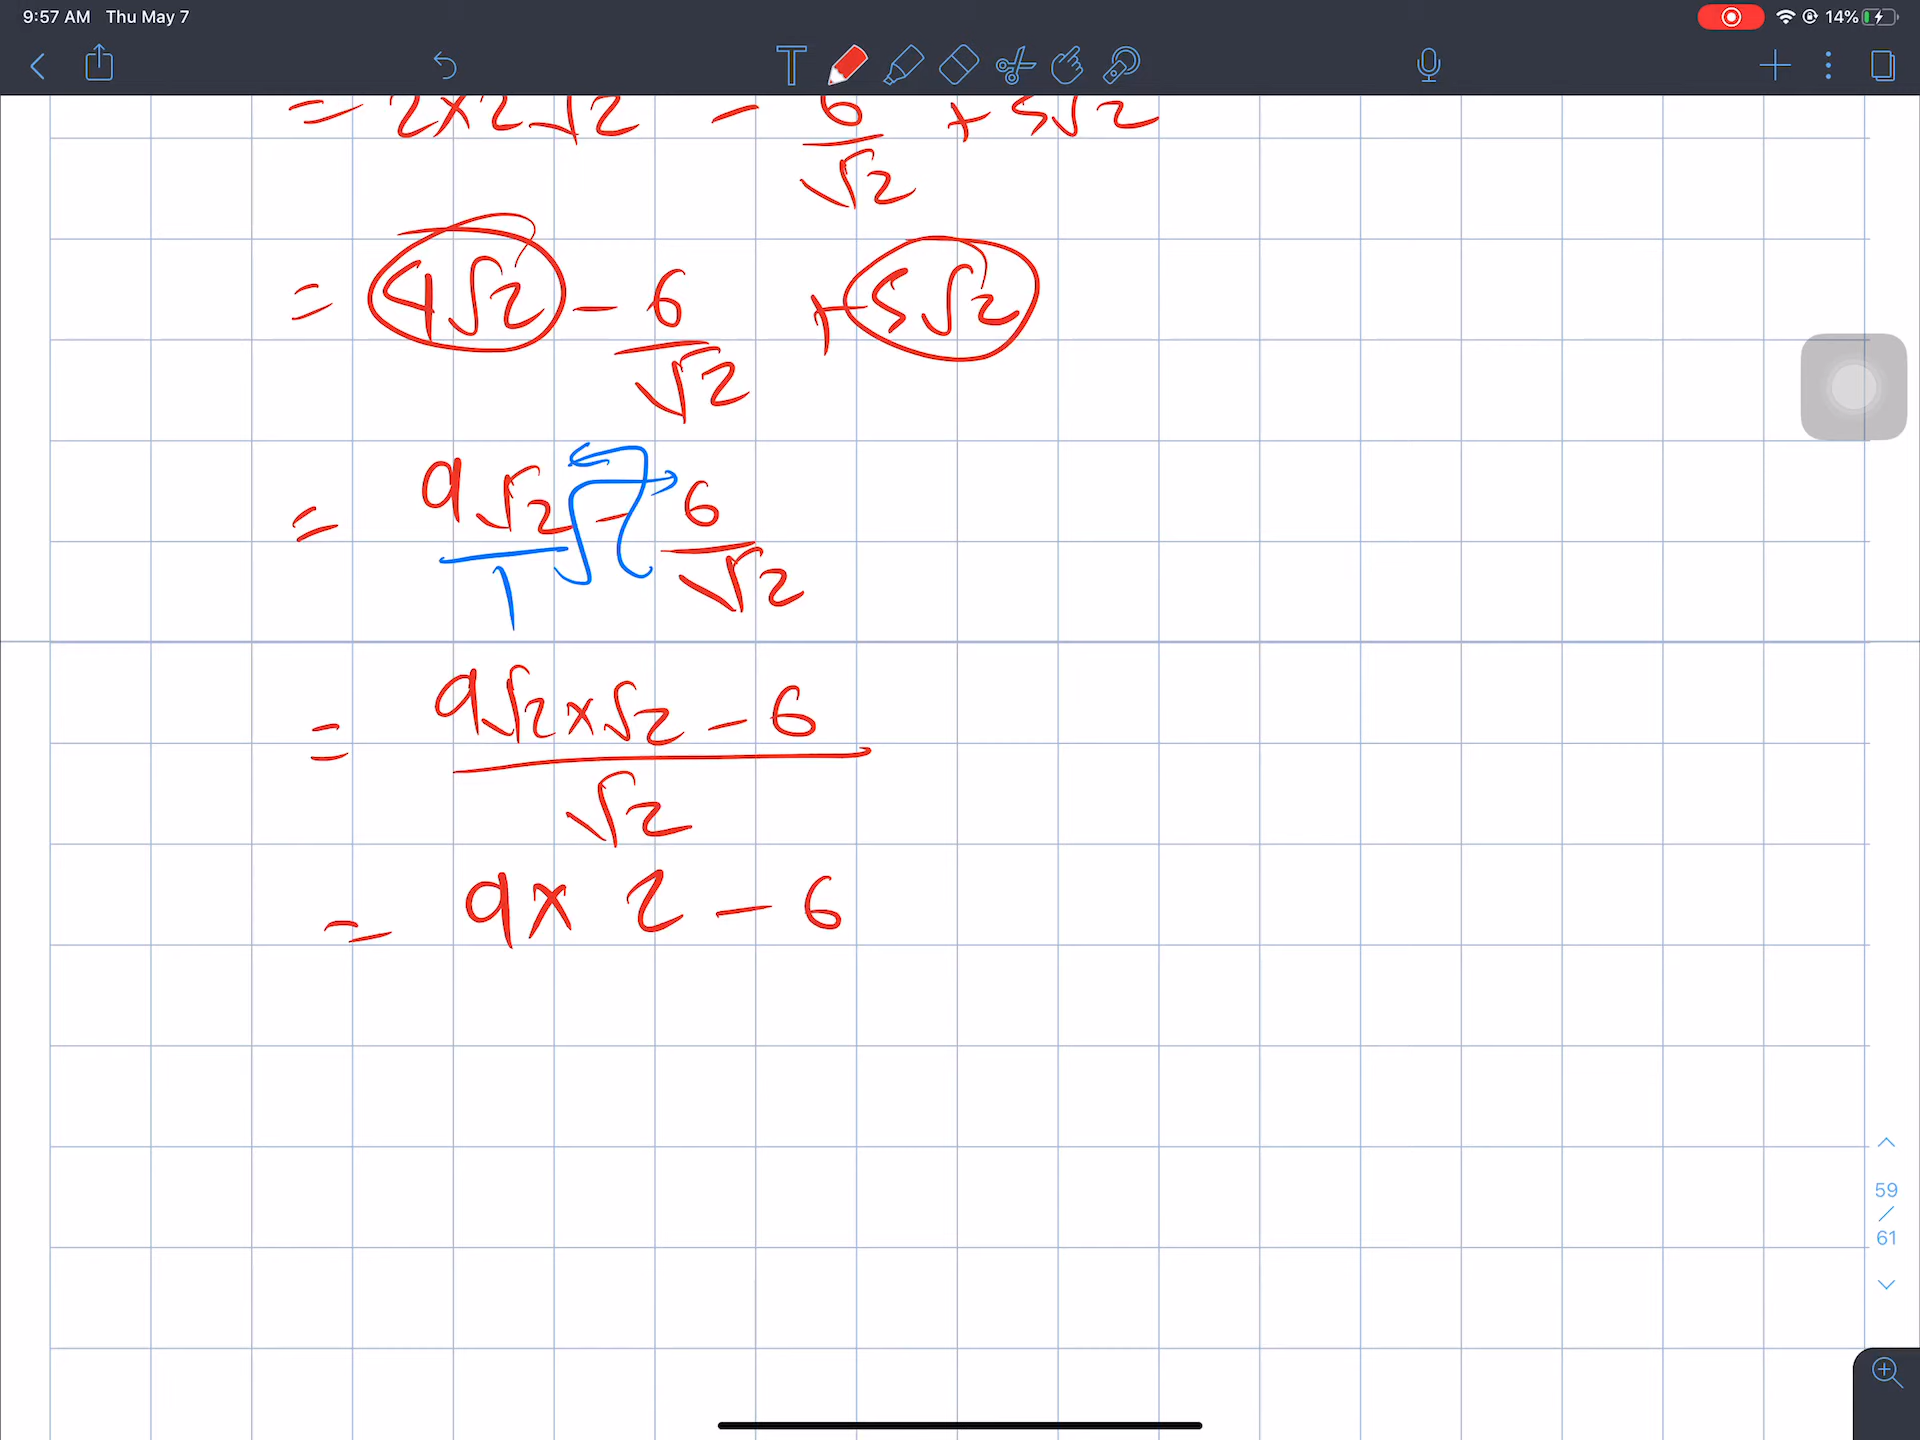 9:57 AM Thu May 7
14%
T
= 2×2√2 - 6/√2 + 5√2
= 4√2 - 6/√2 + 5√2
= 9√2/1 - 6/√2
= (9√2×√2 - 6)/√2
= 9× 2 - 6
59
/
61